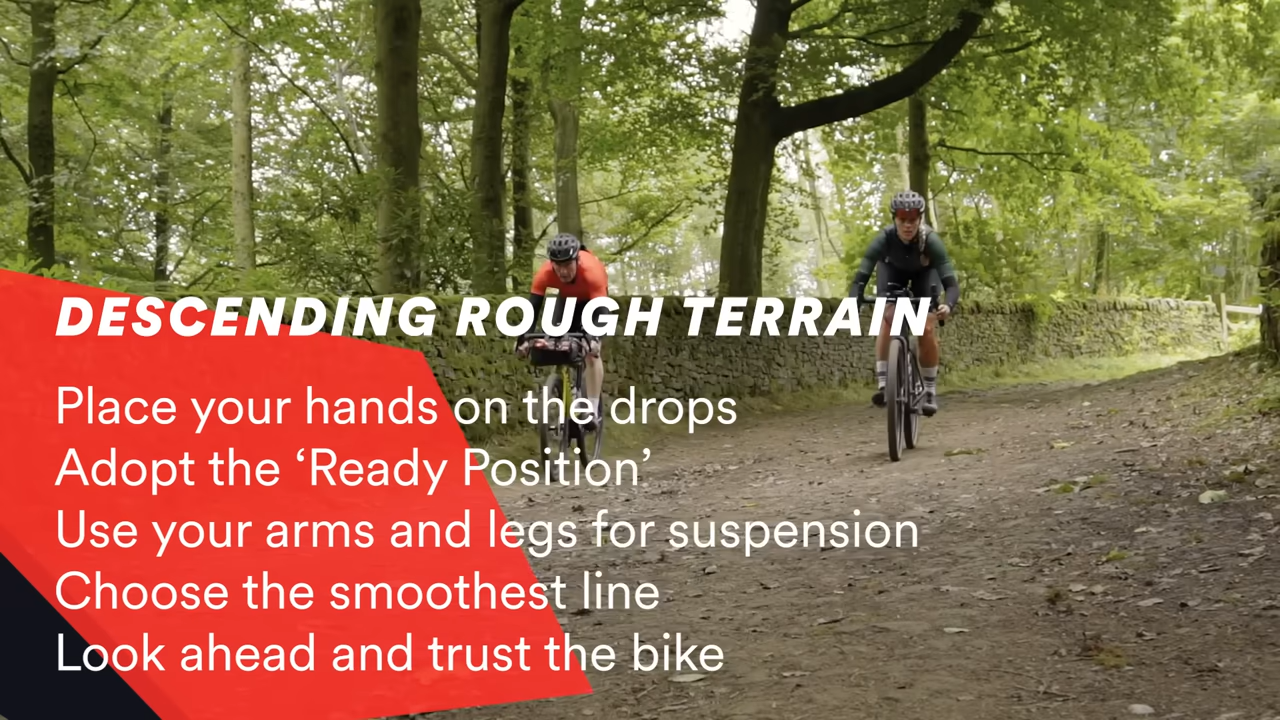 DESCENDING ROUGH TERRAIN
Place your hands on the drops
Adopt the ‘Ready Position’
Use your arms and legs for suspension
Choose the smoothest line
Look ahead and trust the bike